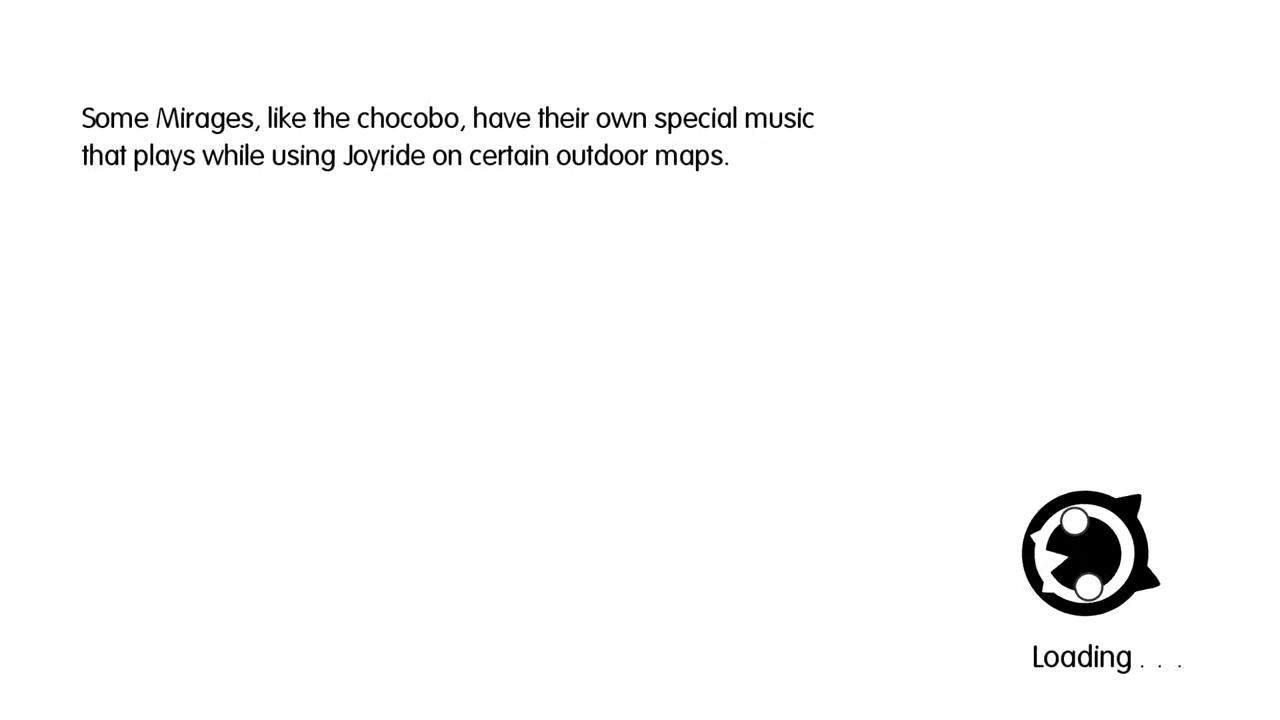 Some Mirages, like the chocobo, have their own special music
that plays while using Joyride on certain outdoor maps.
Loading . . .